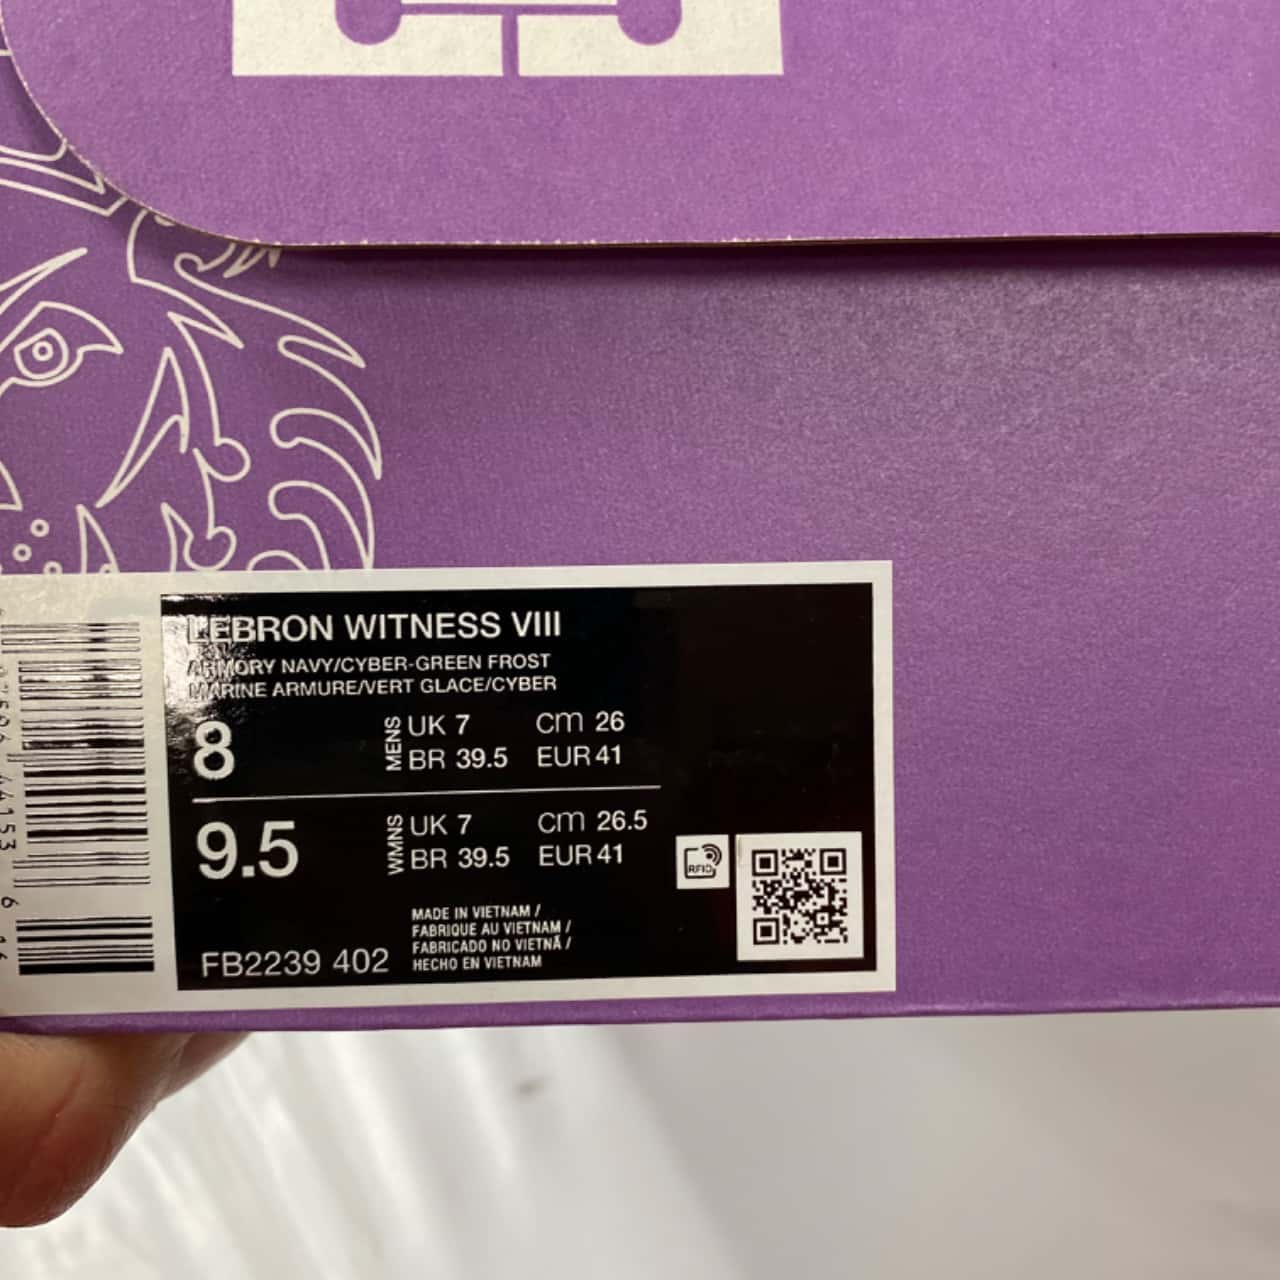 LEBRON WITNESS VIII
ARMORY NAVY/CYBER-GREEN FROST
MARINE ARMURE/VERT GLACE/CYBER
8 MENS UK 7 cm 26
BR 39.5 EUR 41
9.5 WMNS UK 7 cm 26.5
BR 39.5 EUR 41
RFID
MADE IN VIETNAM /
FABRIQUE AU VIETNAM /
FABRICADO NO VIETNÃ /
HECHO EN VIETNAM
FB2239 402